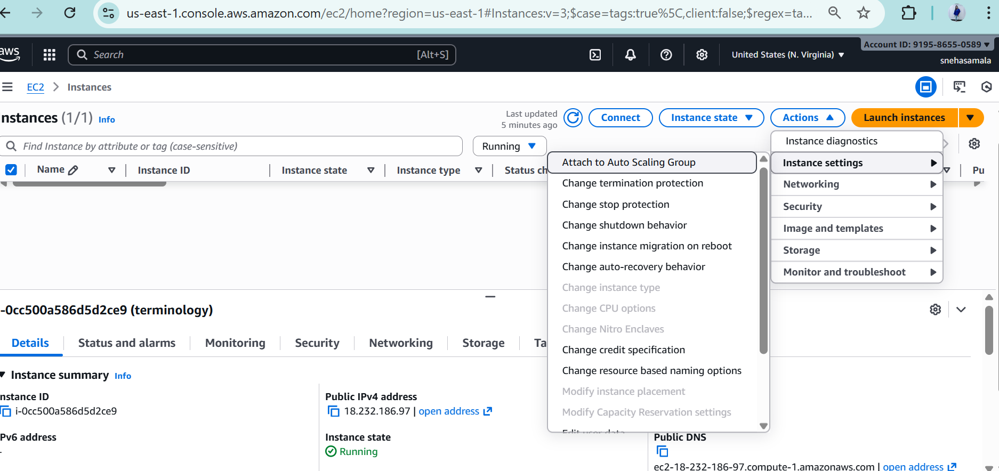 us-east-1.console.aws.amazon.com/ec2/home?region=us-east-1#Instances:v=3;$case=tags:true%5C,client:false;$regex=ta...
aws
Search
[Alt+S]
United States (N. Virginia)
Account ID: 9195-8655-0589
snehasamala
EC2
Instances
nstances (1/1) Info
Last updated
5 minutes ago
Connect
Instance state
Actions
Launch instances
Find Instance by attribute or tag (case-sensitive)
Running
Name
Instance ID
Instance state
Instance type
Status ch
Pu
Instance diagnostics
Instance settings
Networking
Security
Image and templates
Storage
Monitor and troubleshoot
Attach to Auto Scaling Group
Change termination protection
Change stop protection
Change shutdown behavior
Change instance migration on reboot
Change auto-recovery behavior
Change instance type
Change CPU options
Change Nitro Enclaves
Change credit specification
Change resource based naming options
Modify instance placement
Modify Capacity Reservation settings
Edit user data
-0cc500a586d5d2ce9 (terminology)
Details
Status and alarms
Monitoring
Security
Networking
Storage
Ta
Instance summary Info
nstance ID
i-0cc500a586d5d2ce9
Public IPv4 address
18.232.186.97 | open address
Pv6 address
-
Instance state
Running
Public DNS
ec2-18-232-186-97.compute-1.amazonaws.com | open address